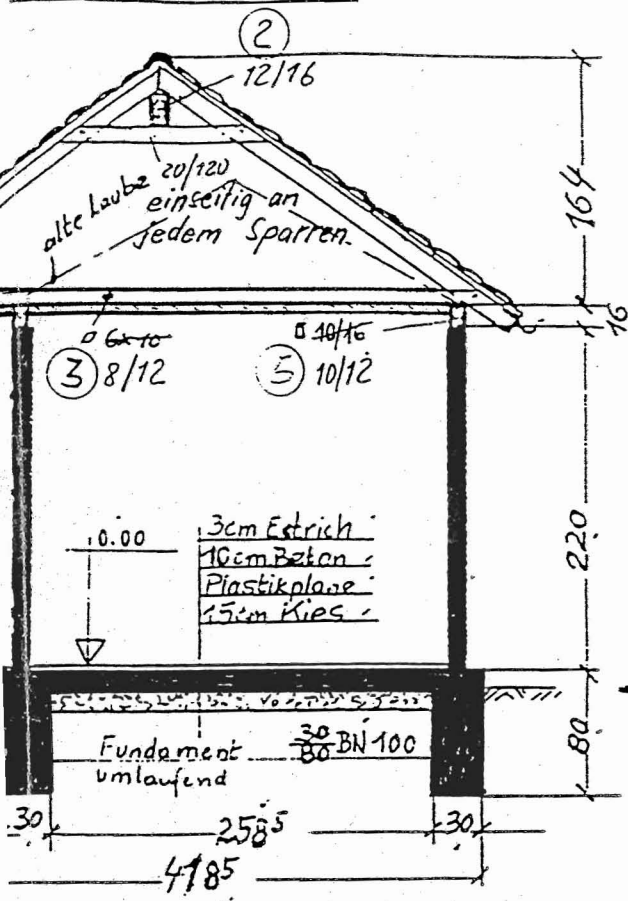 2
12/16
20/120
alte Laube
einseitig an
jedem Sparren
164
16
6x10
3 8/12
10/16
5 10/12
220
0.00
3cm Estrich
10cm Beton
Plastikplane
15cm Kies
80
Fundament
umlaufend
30/80 BN 100
30
258⁵
30
418⁵